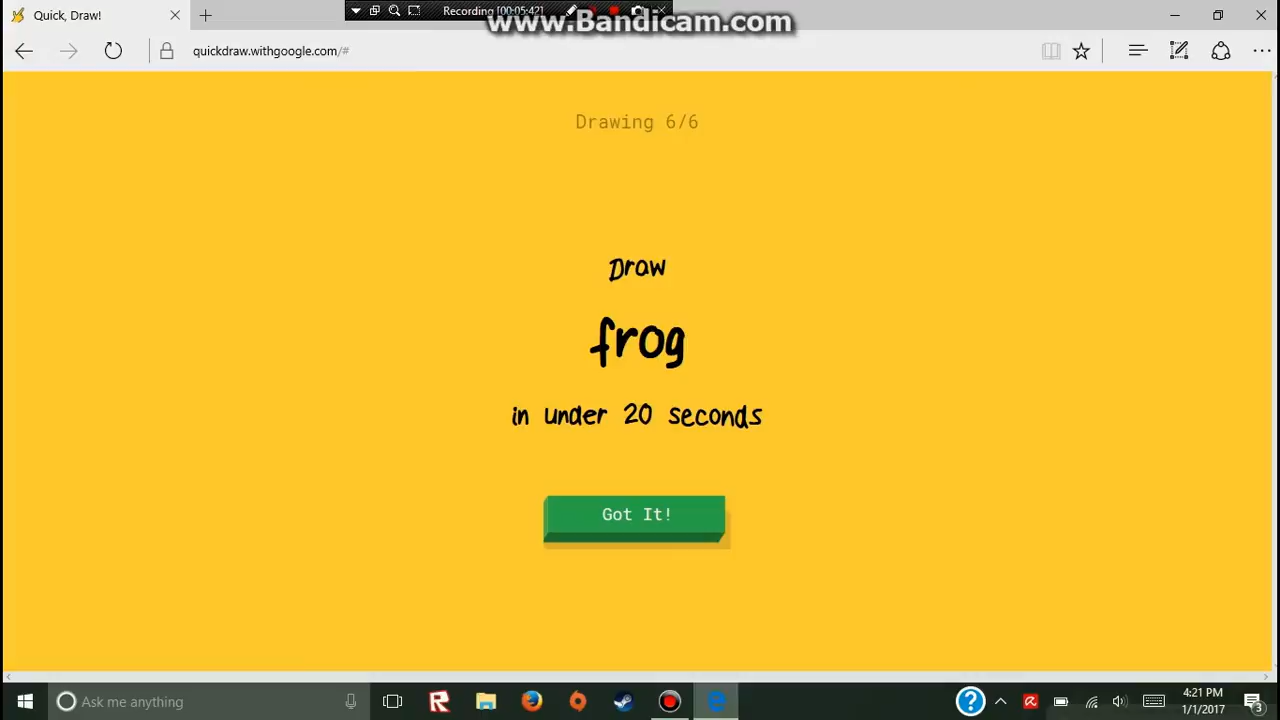 Quick, Draw!
Recording [00:05:42]
www.Bandicam.com
quickdraw.withgoogle.com/#
Drawing 6/6
Draw
frog
in under 20 seconds
Got It!
Ask me anything
4:21 PM
1/1/2017
3